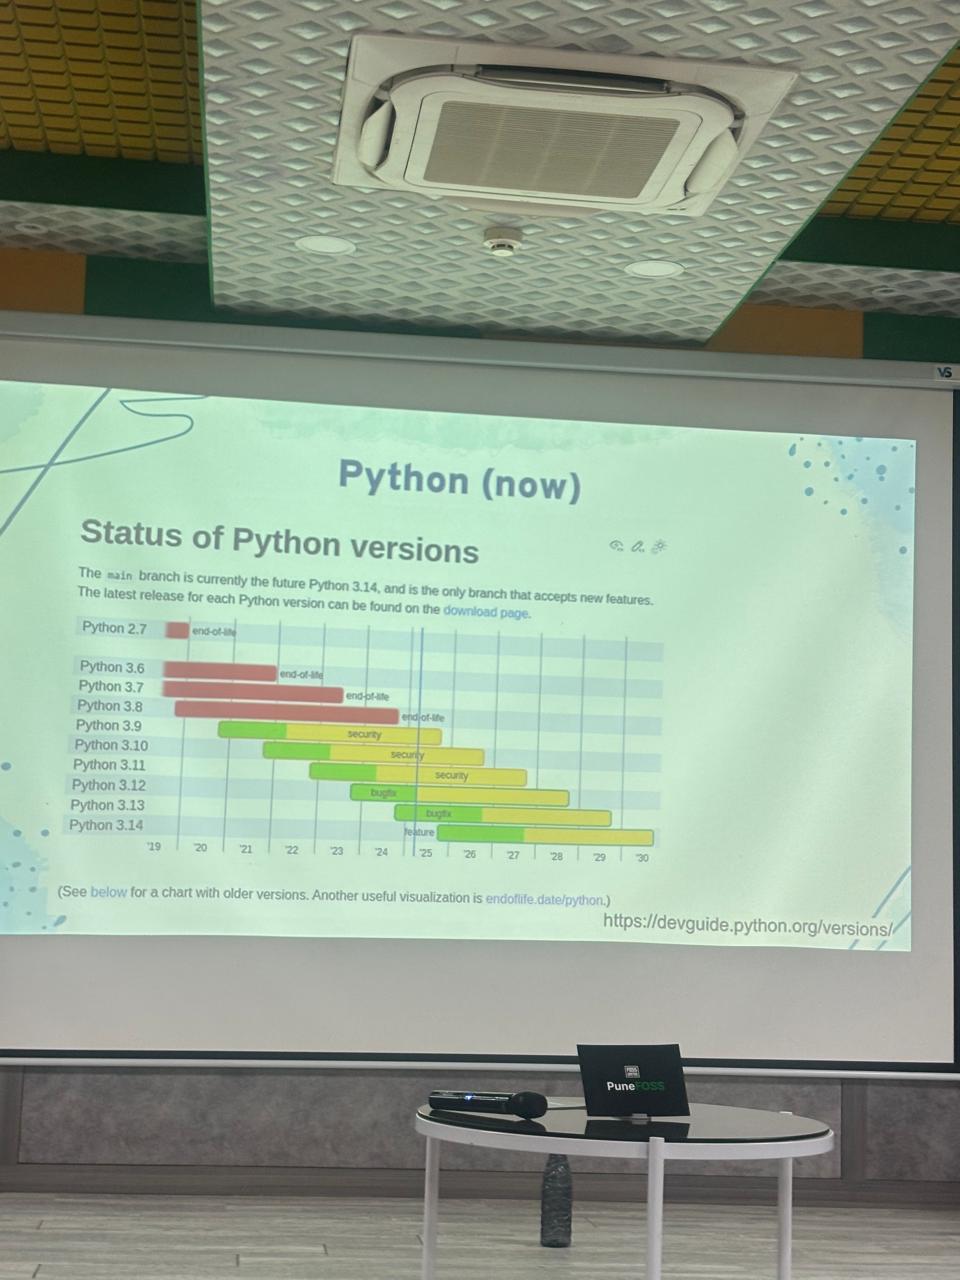 VS
Python (now)
Status of Python versions
The main branch is currently the future Python 3.14, and is the only branch that accepts new features.
The latest release for each Python version can be found on the download page.
Python 2.7 end-of-life
Python 3.6 end-of-life
Python 3.7 end-of-life
Python 3.8 end-of-life
Python 3.9 security
Python 3.10 security
Python 3.11 security
Python 3.12 bugfix
Python 3.13 bugfix
Python 3.14 feature
'19 '20 '21 '22 '23 '24 '25 '26 '27 '28 '29 '30
(See below for a chart with older versions. Another useful visualization is endoflife.date/python.)
https://devguide.python.org/versions/
PuneFOSS